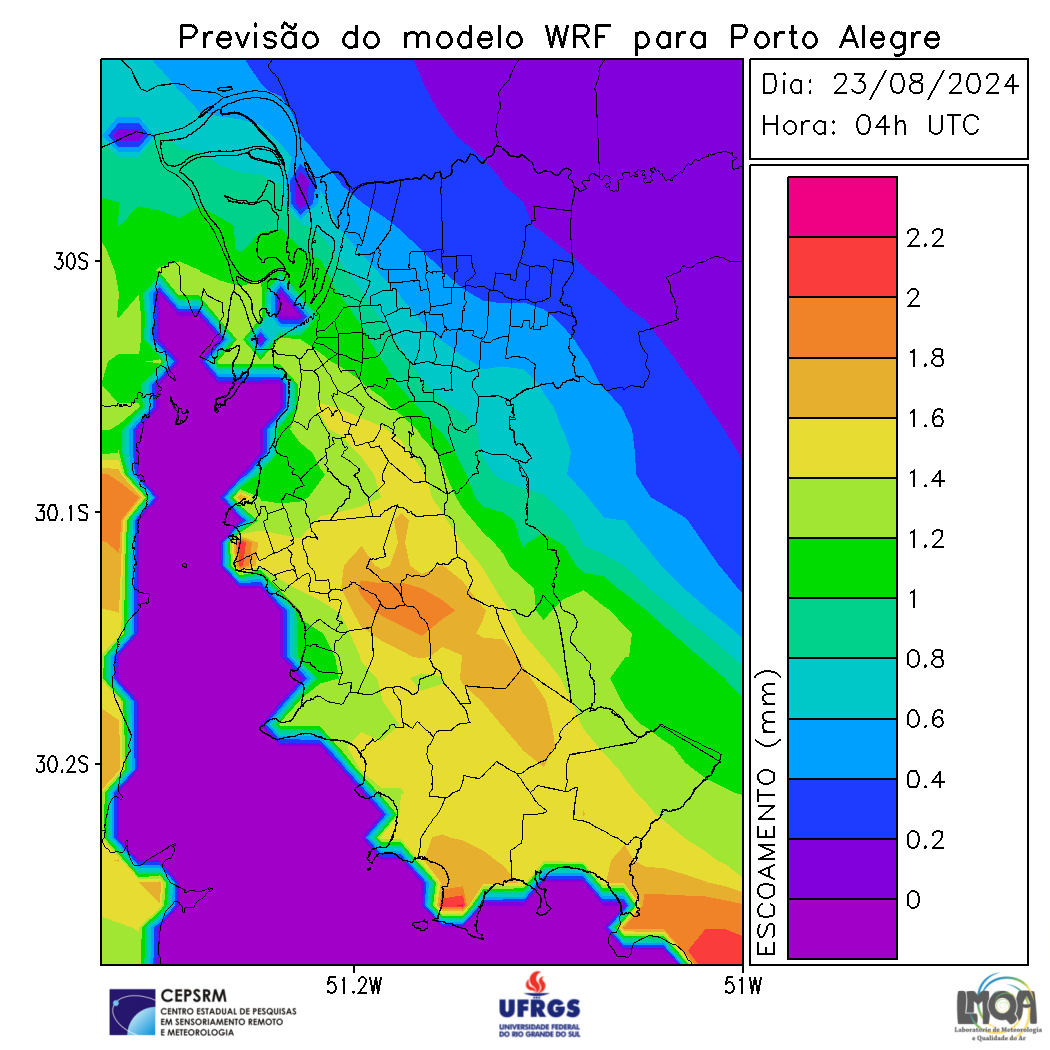 Previsão do modelo WRF para Porto Alegre
Dia: 23/08/2024
Hora: 04h UTC
2.2
2
1.8
1.6
1.4
1.2
1
0.8
0.6
0.4
0.2
0
ESCOAMENTO (mm)
30S
30.1S
30.2S
51.2W
51W
CEPSRM
CENTRO ESTADUAL DE PESQUISAS
EM SENSORIAMENTO REMOTO
E METEOROLOGIA
UFRGS
UNIVERSIDADE FEDERAL
DO RIO GRANDE DO SUL
LMQA
Laboratório de Meteorologia
e Qualidade do Ar